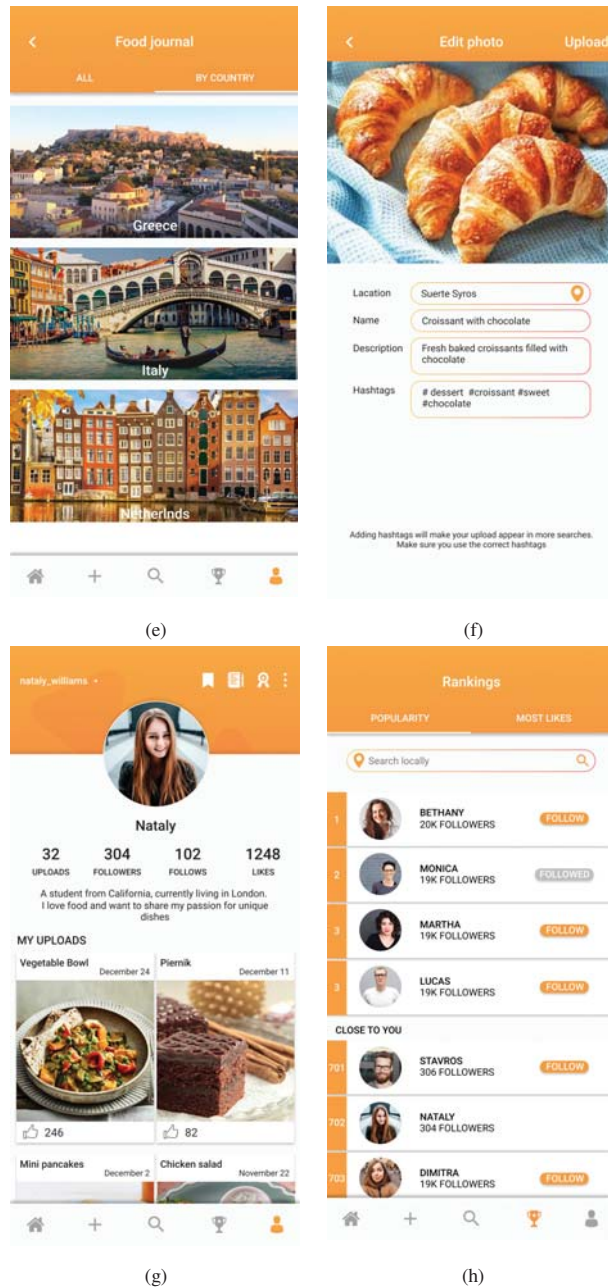 Food journal
ALL BY COUNTRY
Greece
Italy
Netherlnds
(e)
Edit photo Upload
Lacation Suerte Syros
Name Croissant with chocolate
Description Fresh baked croissants filled with
chocolate
Hashtags # dessert #croissant #sweet
#chocolate
Adding hashtags will make your upload appear in more searches.
Make sure you use the correct hashtags
(f)
nataly_williams
Nataly
32 304 102 1248
UPLOADS FOLLOWERS FOLLOWS LIKES
A student from California, currently living in London.
I love food and want to share my passion for unique
dishes
MY UPLOADS
Vegetable Bowl
December 24
Piernik
December 11
246
82
Mini pancakes
December 2
Chicken salad
November 22
(g)
Rankings
POPULARITY MOST LIKES
Search locally
1 BETHANY
20K FOLLOWERS
FOLLOW
2 MONICA
19K FOLLOWERS
FOLLOWED
3 MARTHA
19K FOLLOWERS
FOLLOW
3 LUCAS
19K FOLLOWERS
FOLLOW
CLOSE TO YOU
701 STAVROS
306 FOLLOWERS
FOLLOW
702 NATALY
304 FOLLOWERS
703 DIMITRA
19K FOLLOWERS
FOLLOW
(h)